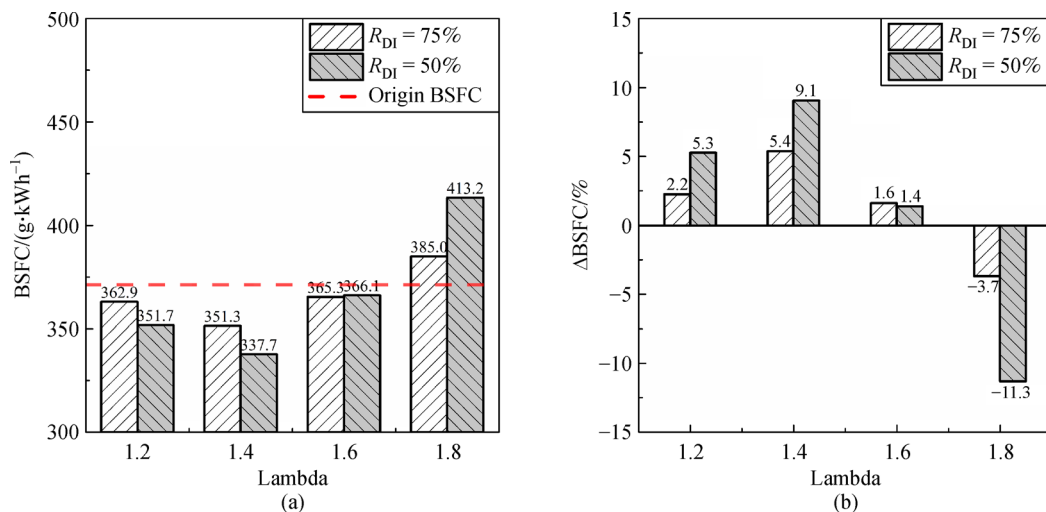 500
450
400
350
300
BSFC/(g·kWh⁻¹)
R_DI = 75%
R_DI = 50%
Origin BSFC
362.9
351.7
351.3
337.7
365.3
366.1
385.0
413.2
1.2 1.4 1.6 1.8
Lambda
(a)
15
10
5
0
−5
−10
−15
ΔBSFC/%
R_DI = 75%
R_DI = 50%
2.2
5.3
5.4
9.1
1.6
1.4
−3.7
−11.3
1.2 1.4 1.6 1.8
Lambda
(b)